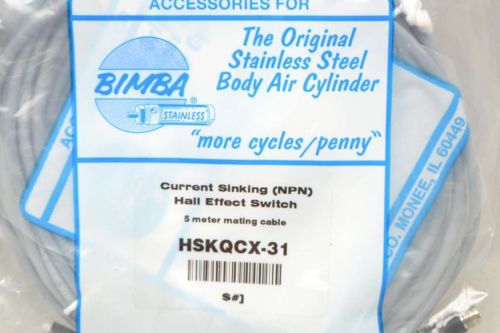 ACCESSORIES FOR
BIMBA
STAINLESS
®
The Original
Stainless Steel
Body Air Cylinder
"more cycles/penny"
Current Sinking (NPN)
Hall Effect Switch
5 meter mating cable
HSKQCX-31
S#]
AC
CO. MONEE, IL 60449